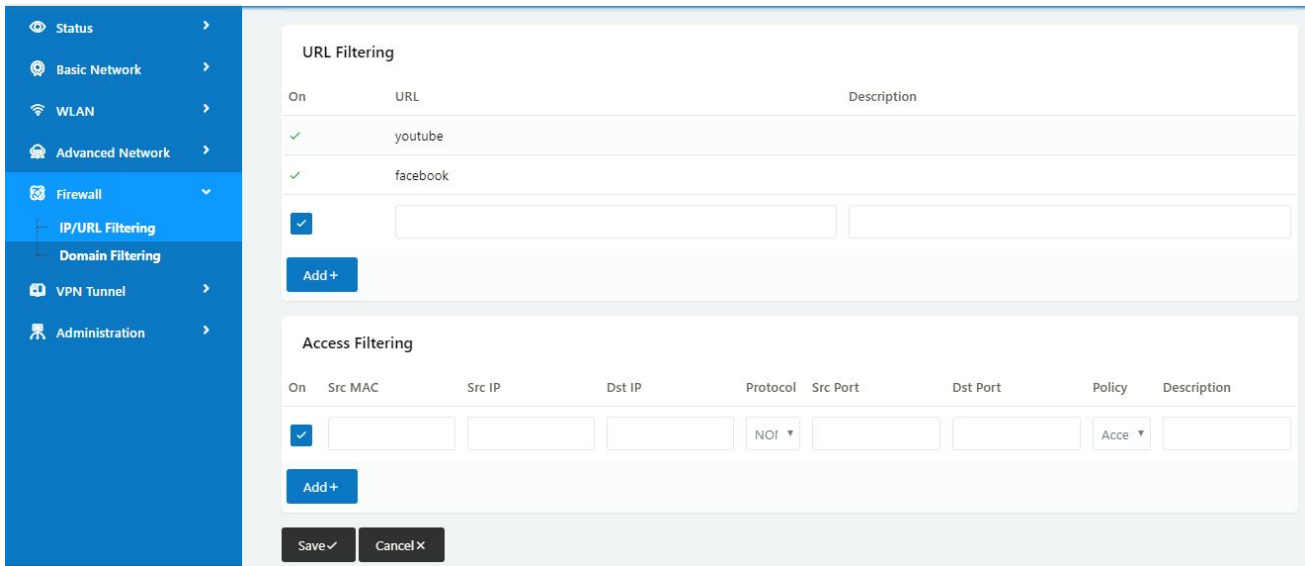 Status
Basic Network
WLAN
Advanced Network
Firewall
IP/URL Filtering
Domain Filtering
VPN Tunnel
Administration
URL Filtering
On URL Description
youtube
facebook
Add+
Access Filtering
On Src MAC Src IP Dst IP Protocol Src Port Dst Port Policy Description
NOI Acce
Add+
Save Cancel